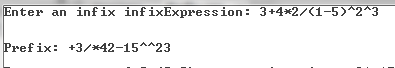 Enter an infix infixExpression: 3+4*2/(1-5)^2^3
Prefix: +3/*42-15^^23